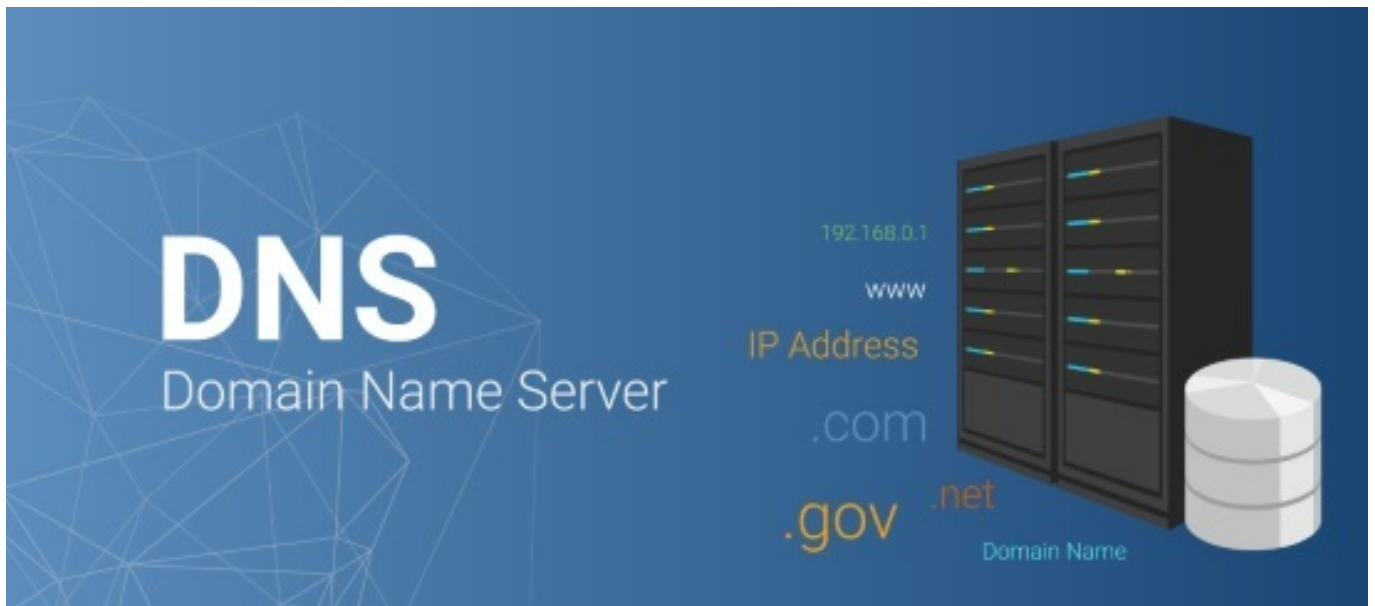 DNS
Domain Name Server
192.168.0.1
www
IP Address
.com
.gov
.net
Domain Name